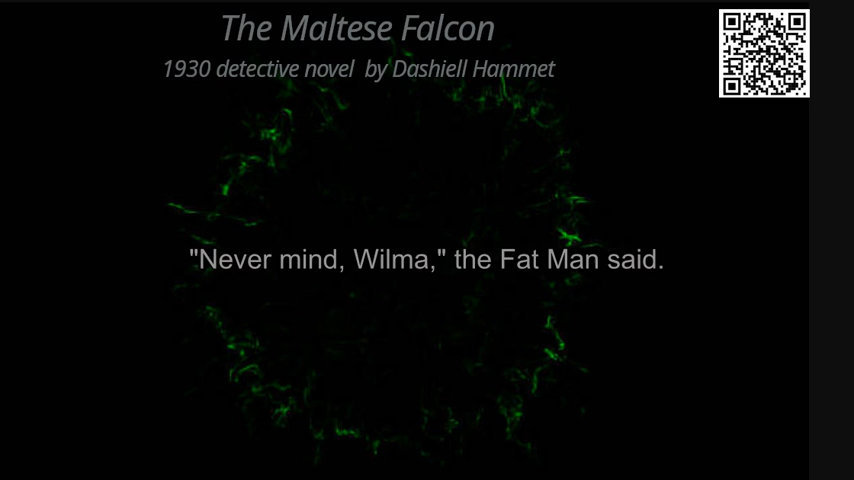 The Maltese Falcon
1930 detective novel by Dashiell Hammet
"Never mind, Wilma," the Fat Man said.